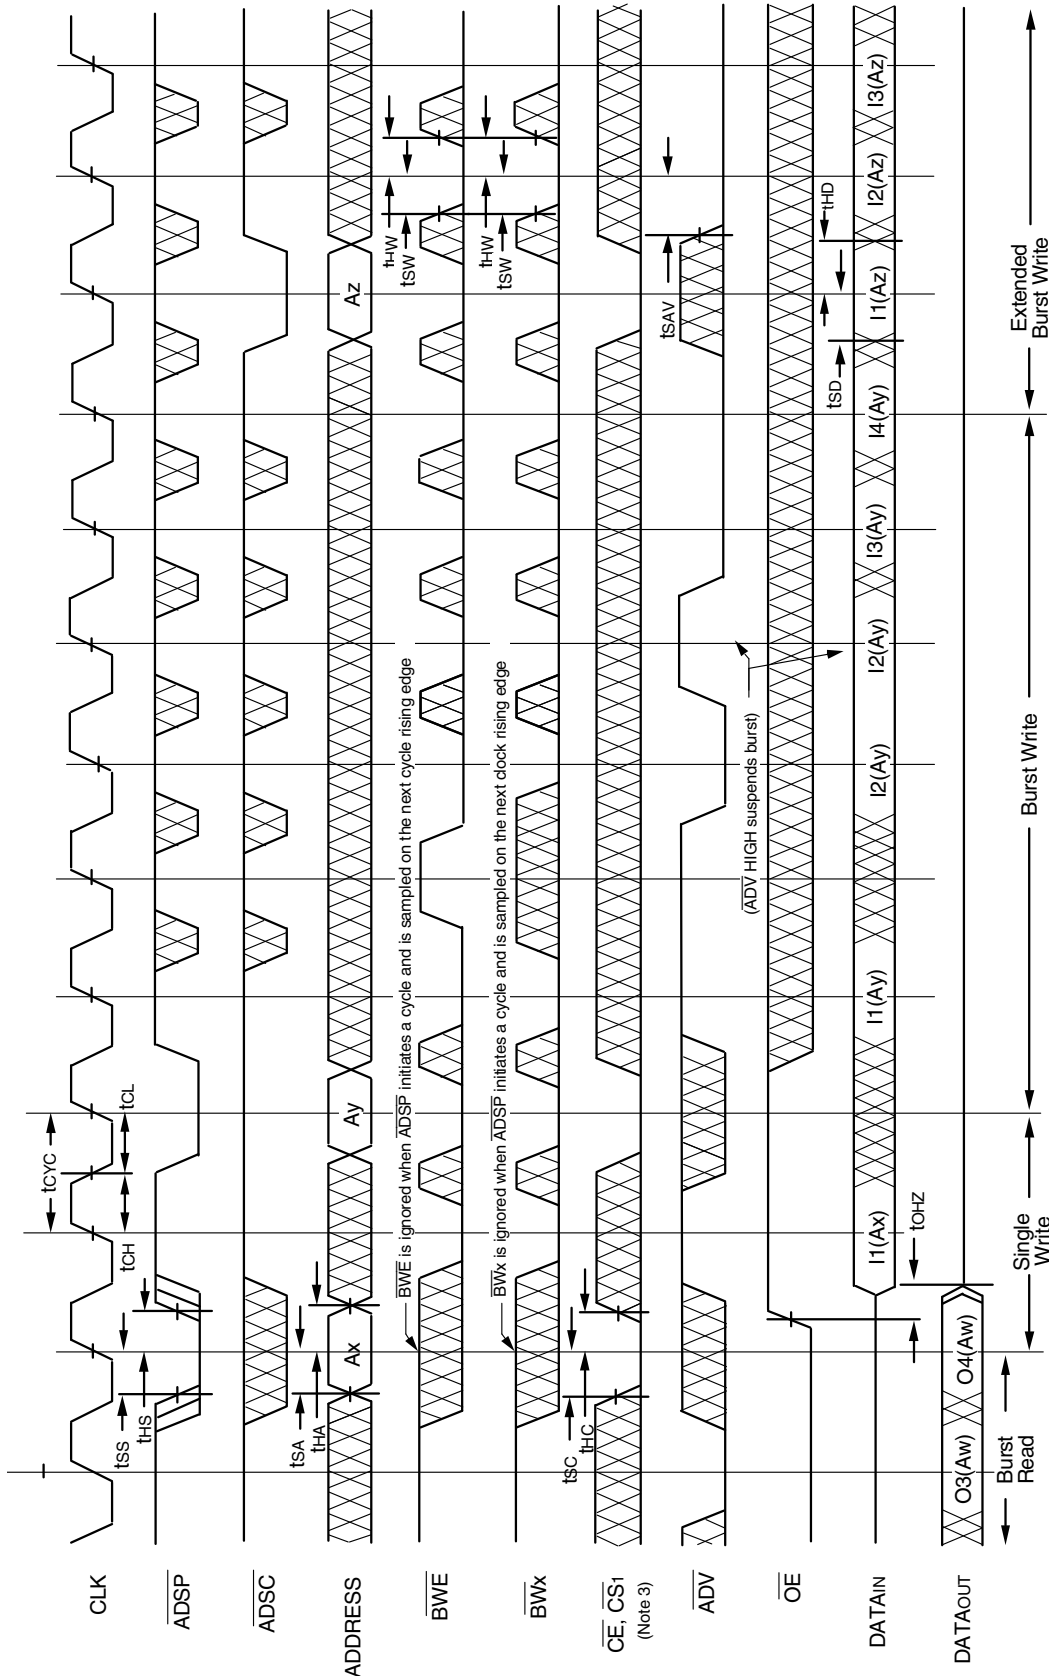 CLK
tCYC
tCH
tCL
tSS
tHS
ADSP
ADSC
tSA
tHA
ADDRESS
Ax
Ay
Az
BWE is ignored when ADSP initiates a cycle and is sampled on the next cycle rising edge
tHW
tSW
BWE
BWx is ignored when ADSP initiates a cycle and is sampled on the next dock rising edge
tHW
tSW
BWx
tSC
tHC
CE, CS1
(Note 3)
tSAV
ADV
(ADV HIGH suspends burst)
OE
tSD
tHD
DATAIN
I1(Ax)
I1(Ay)
I2(Ay)
I2(Ay)
I3(Ay)
I4(Ay)
I1(Az)
I2(Az)
I3(Az)
tOHZ
DATAOUT
O3(Aw)
O4(Aw)
Burst
Read
Single
Write
Burst Write
Extended
Burst Write